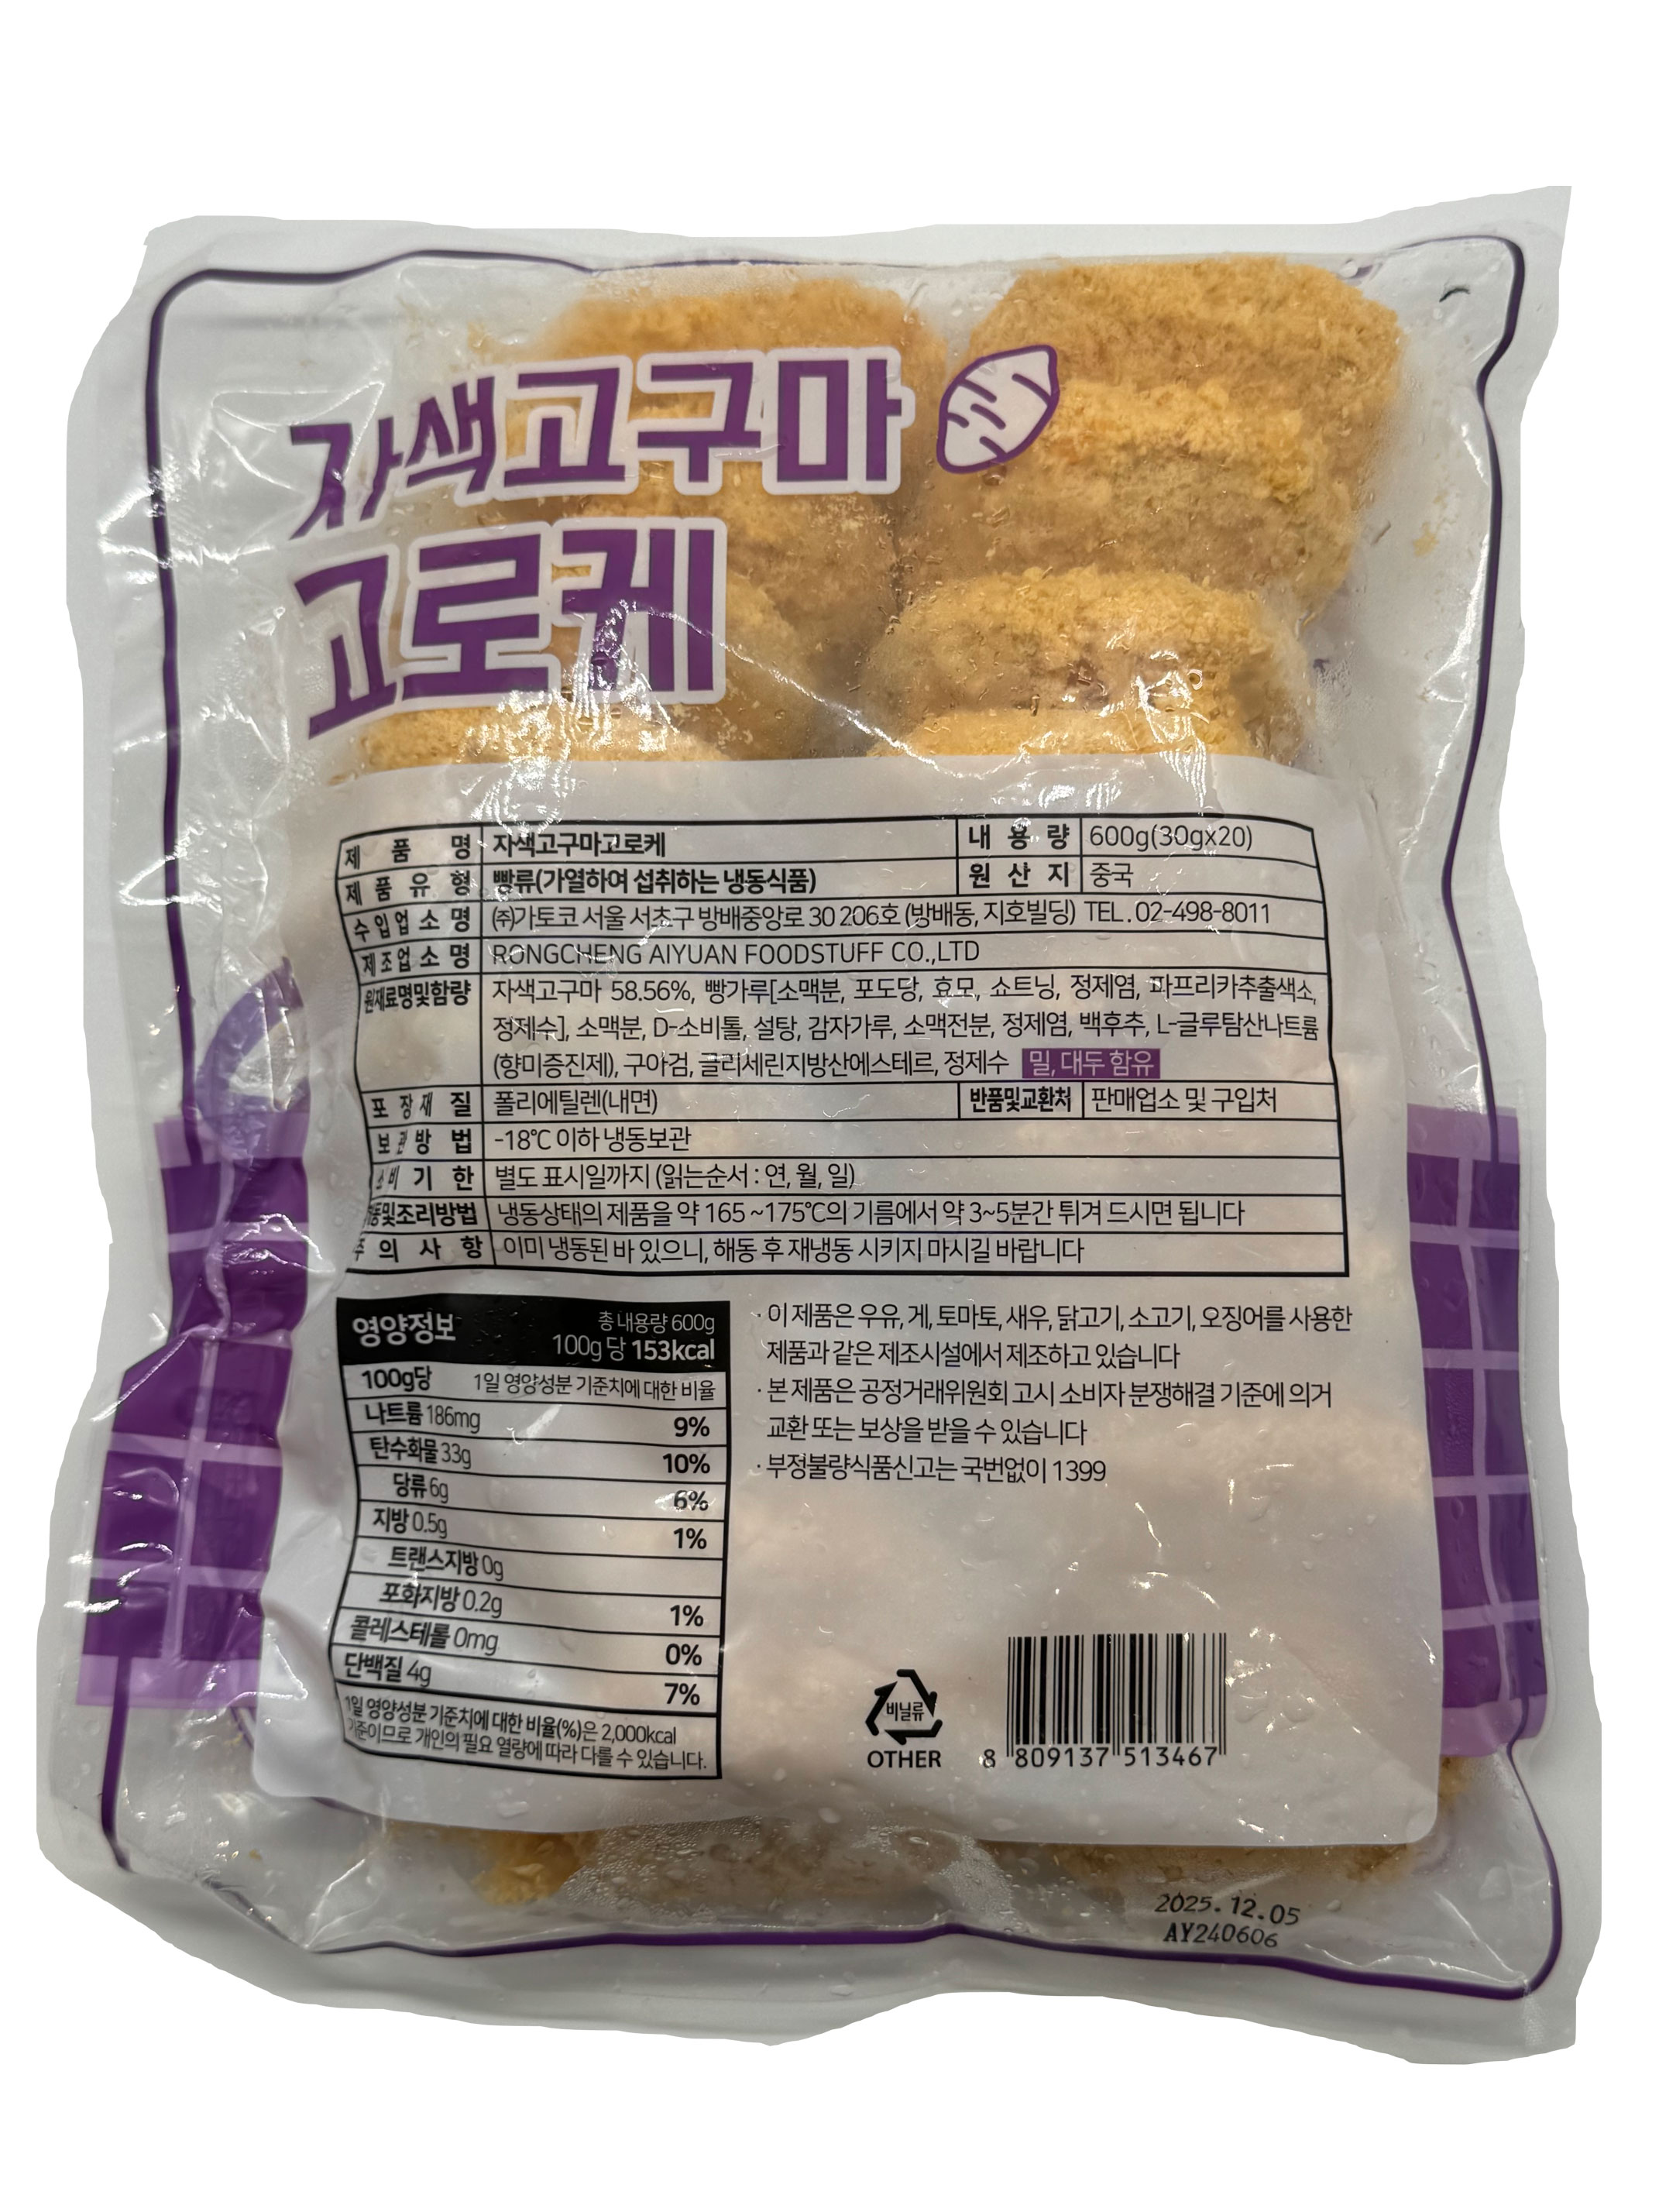 자색고구마
고로케
제품명 자색고구마고로케 내용량 600g(30gx20)
제품유형 빵류(가열하여 섭취하는 냉동식품) 원산지 중국
수입업소명 ㈜가토코 서울 서초구 방배중앙로 30 206호 (방배동, 지호빌딩) TEL. 02-498-8011
제조업소명 RONGCHENG AIYUAN FOODSTUFF CO.,LTD
원재료명및함량 자색고구마 58.56%, 빵가루[소맥분, 포도당, 효모, 쇼트닝, 정제염, 파프리카추출색소,
정제수], 소맥분, D-소비톨, 설탕, 감자가루, 소맥전분, 정제염, 백후추, L-글루탐산나트륨
(향미증진제), 구아검, 글리세린지방산에스테르, 정제수 밀, 대두 함유
포장재질 폴리에틸렌(내면) 반품및교환처 판매업소 및 구입처
보관방법 -18℃ 이하 냉동보관
소비기한 별도 표시일까지 (읽는순서 : 연, 월, 일)
및조리방법 냉동상태의 제품을 약 165 ~175℃의 기름에서 약 3~5분간 튀겨 드시면 됩니다
주의사항 이미 냉동된 바 있으니, 해동 후 재냉동 시키지 마시길 바랍니다
영양정보 총 내용량 600g
100g 당 153kcal
100g당 1일 영양성분 기준치에 대한 비율
나트륨 186mg 9%
탄수화물 33g 10%
당류 6g 6%
지방 0.5g 1%
트랜스지방 0g
포화지방 0.2g 1%
콜레스테롤 0mg 0%
단백질 4g 7%
1일 영양성분 기준치에 대한 비율(%)은 2,000kcal
기준이므로 개인의 필요 열량에 따라 다를 수 있습니다.
· 이 제품은 우유, 게, 토마토, 새우, 닭고기, 소고기, 오징어를 사용한
제품과 같은 제조시설에서 제조하고 있습니다
· 본 제품은 공정거래위원회 고시 소비자 분쟁해결 기준에 의거
교환 또는 보상을 받을 수 있습니다
· 부정불량식품신고는 국번없이 1399
비닐류
OTHER
8 809137 513467
2025.12.05
AY240606